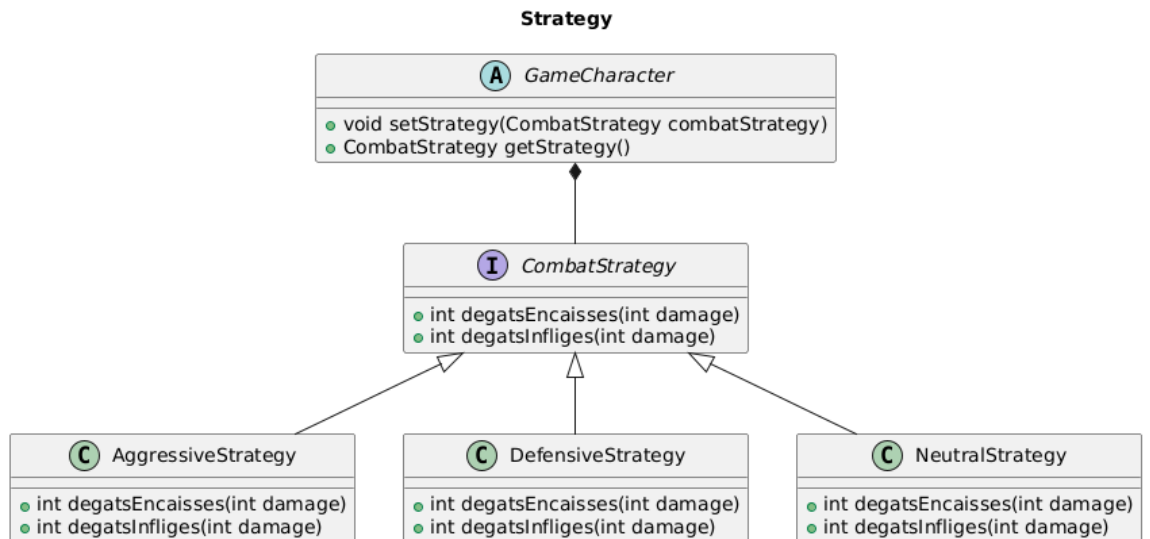 Strategy
A GameCharacter
void setStrategy(CombatStrategy combatStrategy)
CombatStrategy getStrategy()
I CombatStrategy
int degatsEncaisses(int damage)
int degatsInfliges(int damage)
C AggressiveStrategy
int degatsEncaisses(int damage)
int degatsInfliges(int damage)
C DefensiveStrategy
int degatsEncaisses(int damage)
int degatsInfliges(int damage)
C NeutralStrategy
int degatsEncaisses(int damage)
int degatsInfliges(int damage)